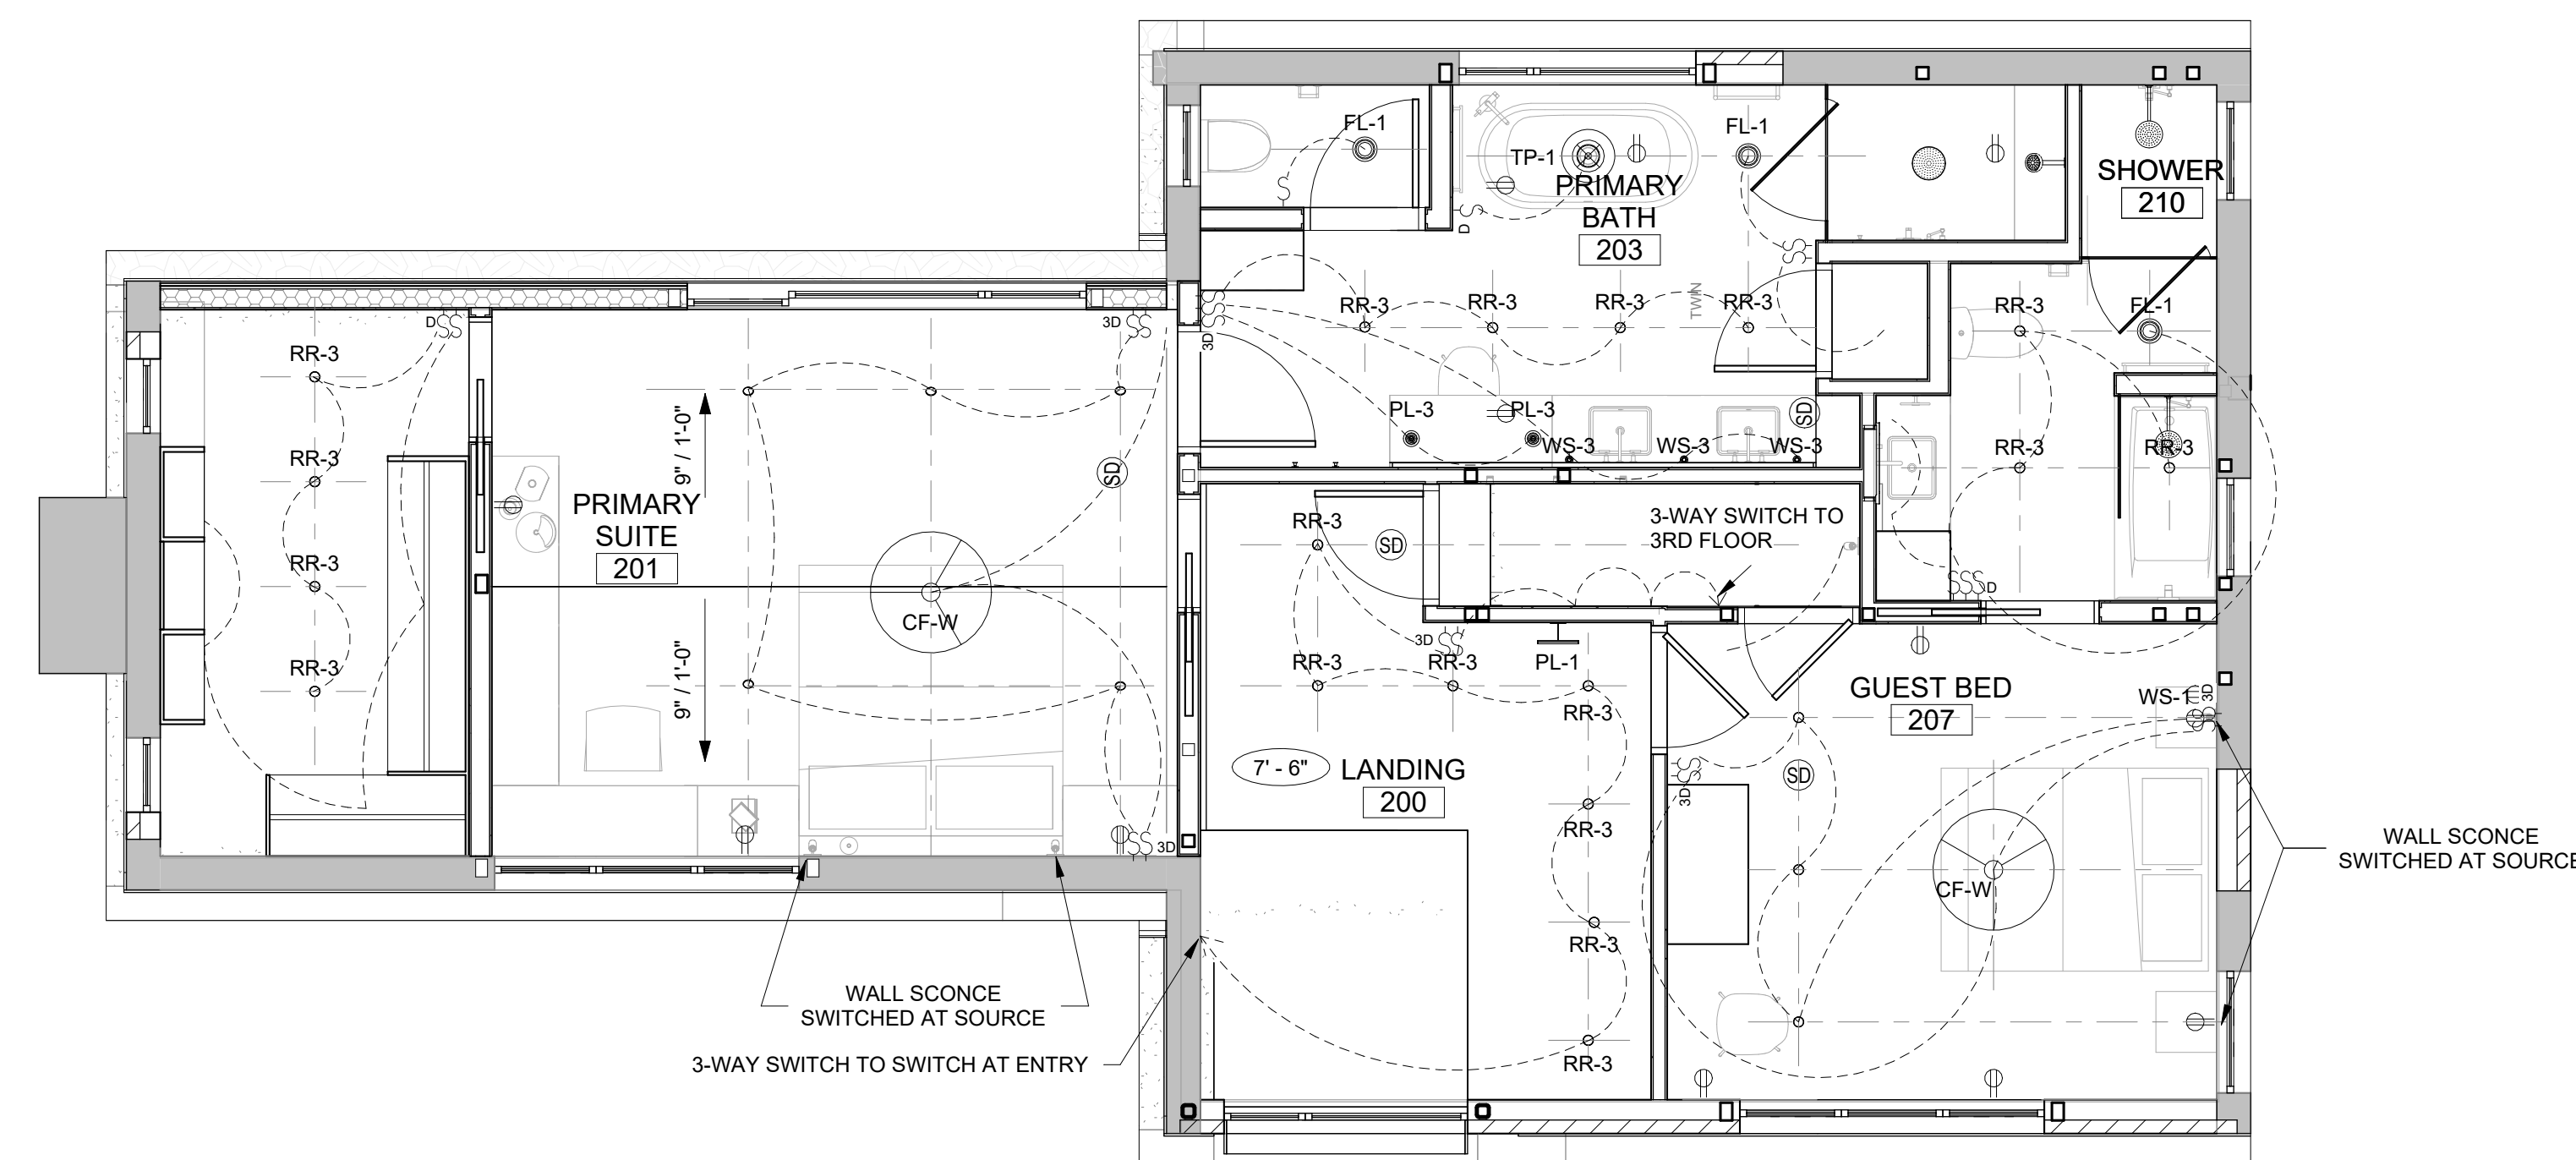 FL-1
FL-1
TP-1
PRIMARY
BATH
203
D
SHOWER
210
RR-3
RR-3
RR-3
RR-3
TWIN
3D
RR-3
FL-1
D
3D
RR-3
RR-3
RR-3
RR-3
9" / 1'-0"
9" / 1'-0"
SD
PRIMARY
SUITE
201
CF-W
3D
PL-3
PL-3
WS-3
WS-3
WS-3
SD
RR-3
RR-3
D
3-WAY SWITCH TO
3RD FLOOR
RR-3
SD
3D
RR-3
RR-3
PL-1
RR-3
7' - 6"
LANDING
200
RR-3
RR-3
RR-3
GUEST BED
207
WS-1
3D
SD
3D
CF-W
WALL SCONCE
SWITCHED AT SOURCE
WALL SCONCE
SWITCHED AT SOURCE
3-WAY SWITCH TO SWITCH AT ENTRY